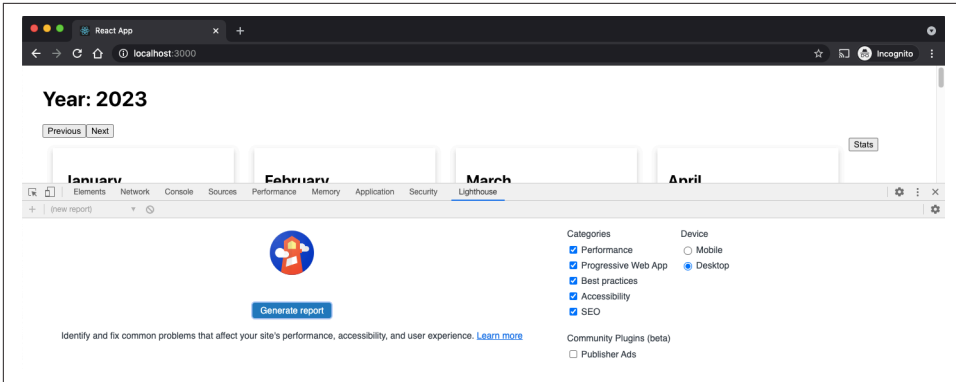 React App
localhost:3000
Incognito
Year: 2023
Previous Next
Stats
January February March April
Elements Network Console Sources Performance Memory Application Security Lighthouse
(new report)
Categories Device
Performance Mobile
Progressive Web App Desktop
Best practices
Accessibility
SEO
Generate report
Identify and fix common problems that affect your site's performance, accessibility, and user experience. Learn more
Community Plugins (beta)
Publisher Ads